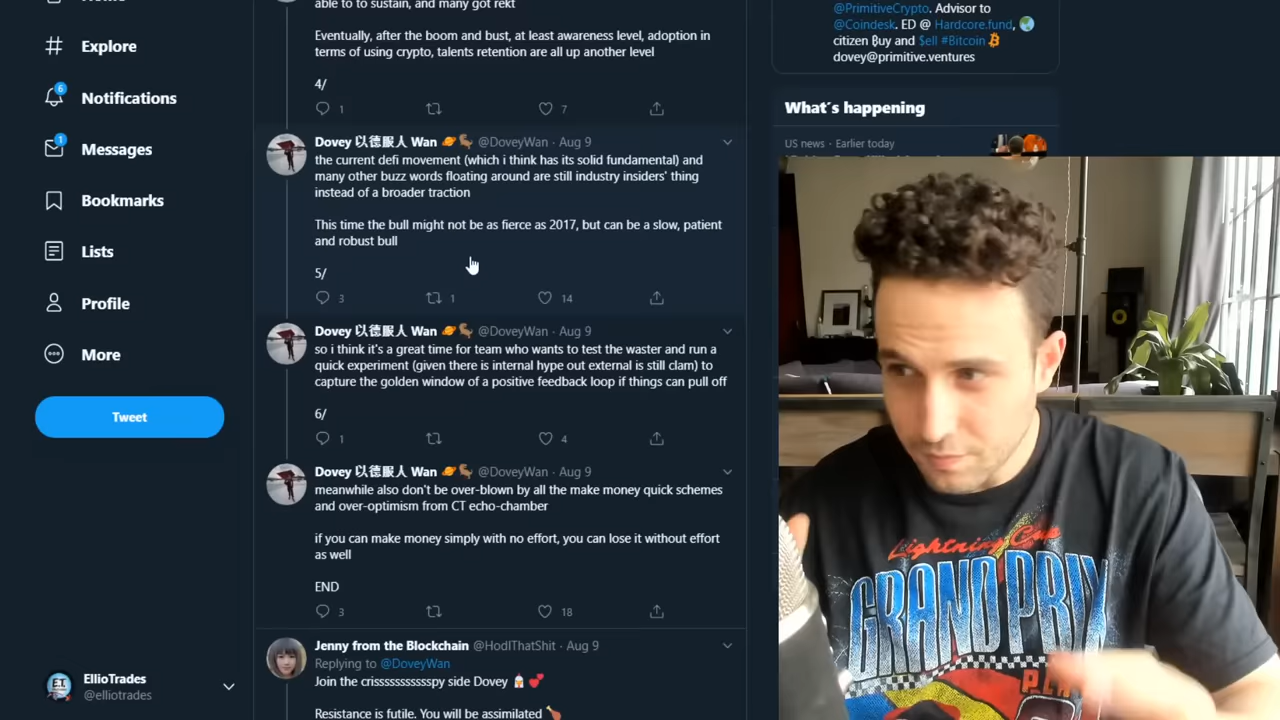 Home
Explore
6
Notifications
1
Messages
Bookmarks
Lists
Profile
More
Tweet
EllioTrades
@elliotrades
able to to sustain, and many got rekt
Eventually, after the boom and bust, at least awareness level, adoption in
terms of using crypto, talents retention are all up another level
4/
1 7
Dovey 以德服人 Wan 🪐🦖 @DoveyWan · Aug 9
the current defi movement (which i think has its solid fundamental) and
many other buzz words floating around are still industry insiders' thing
instead of a broader traction
This time the bull might not be as fierce as 2017, but can be a slow, patient
and robust bull
5/
3 1 14
Dovey 以德服人 Wan 🪐🦖 @DoveyWan · Aug 9
so i think it's a great time for team who wants to test the waster and run a
quick experiment (given there is internal hype out external is still clam) to
capture the golden window of a positive feedback loop if things can pull off
6/
1 4
Dovey 以德服人 Wan 🪐🦖 @DoveyWan · Aug 9
meanwhile also don't be over-blown by all the make money quick schemes
and over-optimism from CT echo-chamber
if you can make money simply with no effort, you can lose it without effort
as well
END
3 18
Jenny from the Blockchain @HodlThatShit · Aug 9
Replying to @DoveyWan
Join the crisssssssssspy side Dovey
Resistance is futile. You will be assimilated 🍗
@PrimitiveCrypto. Advisor to
@Coindesk. ED @ Hardcore.fund, 🌏
citizen ₿uy and $ell #Bitcoin
dovey@primitive.ventures
What's happening
US news · Earlier today
Lightning Cup
GRAND PRIX